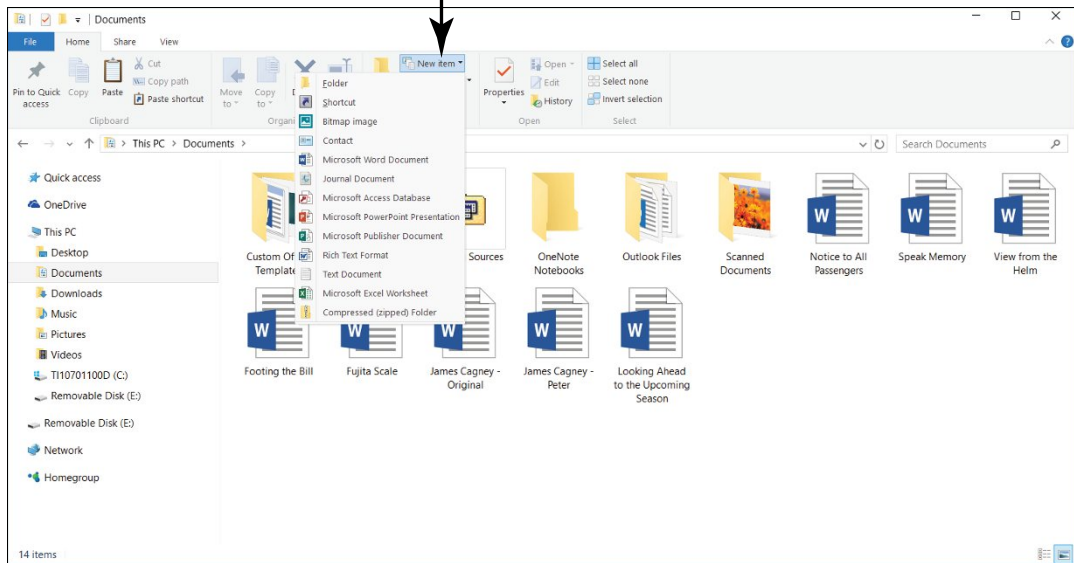 Documents
File Home Share View
Pin to Quick access
Copy
Paste
Cut
Copy path
Paste shortcut
Clipboard
Move to
Copy to
New item
Properties
Open
Edit
History
Open
Select all
Select none
Invert selection
Select
This PC > Documents >
Search Documents
Folder
Shortcut
Bitmap image
Contact
Microsoft Word Document
Journal Document
Microsoft Access Database
Microsoft PowerPoint Presentation
Microsoft Publisher Document
Rich Text Format
Text Document
Microsoft Excel Worksheet
Compressed (zipped) Folder
Quick access
OneDrive
This PC
Desktop
Documents
Downloads
Music
Pictures
Videos
TI10701100D (C:)
Removable Disk (E:)
Removable Disk (E:)
Network
Homegroup
Custom Of
Template
Sources
OneNote
Notebooks
Outlook Files
Scanned
Documents
Notice to All
Passengers
Speak Memory
View from the
Helm
Footing the Bill
Fujita Scale
James Cagney -
Original
James Cagney -
Peter
Looking Ahead
to the Upcoming
Season
14 items